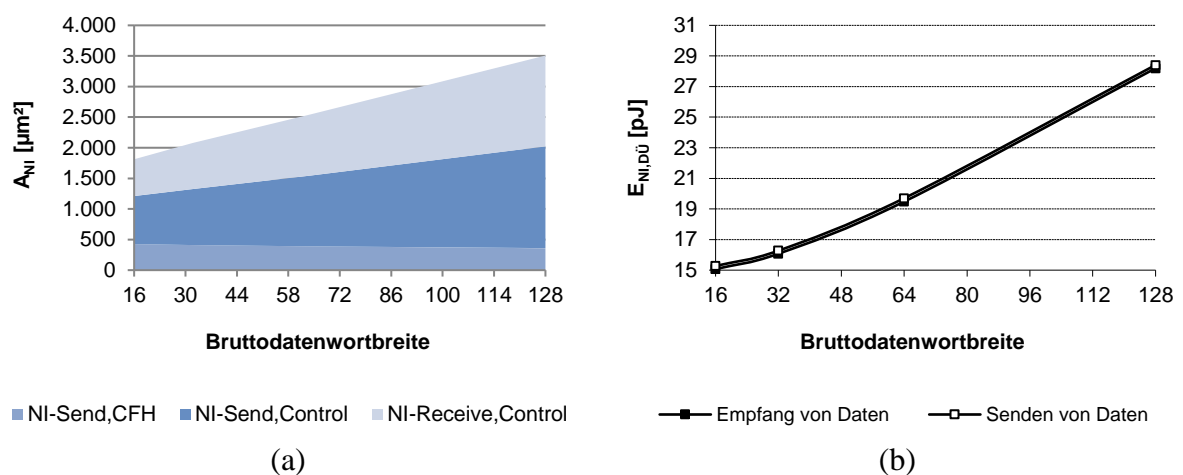 4.000
3.500
3.000
2.500
2.000
1.500
1.000
500
0
A_NI [µm²]
16 30 44 58 72 86 100 114 128
Bruttodatenwortbreite
NI-Send,CFH NI-Send,Control NI-Receive,Control
(a)
31
29
27
25
23
21
19
17
15
E_NI,DÜ [pJ]
16 32 48 64 80 96 112 128
Bruttodatenwortbreite
Empfang von Daten Senden von Daten
(b)